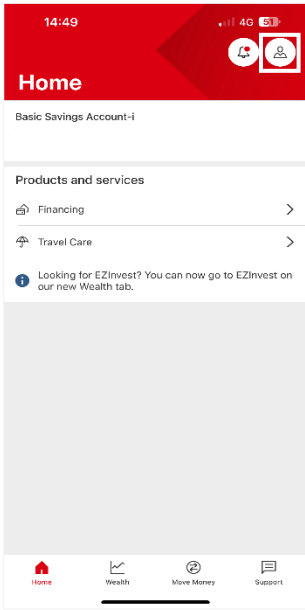 14:49
4G 51
Home
Basic Savings Account-i
Products and services
Financing
Travel Care
Looking for EZInvest? You can now go to EZInvest on
our new Wealth tab.
Home Wealth Move Money Support